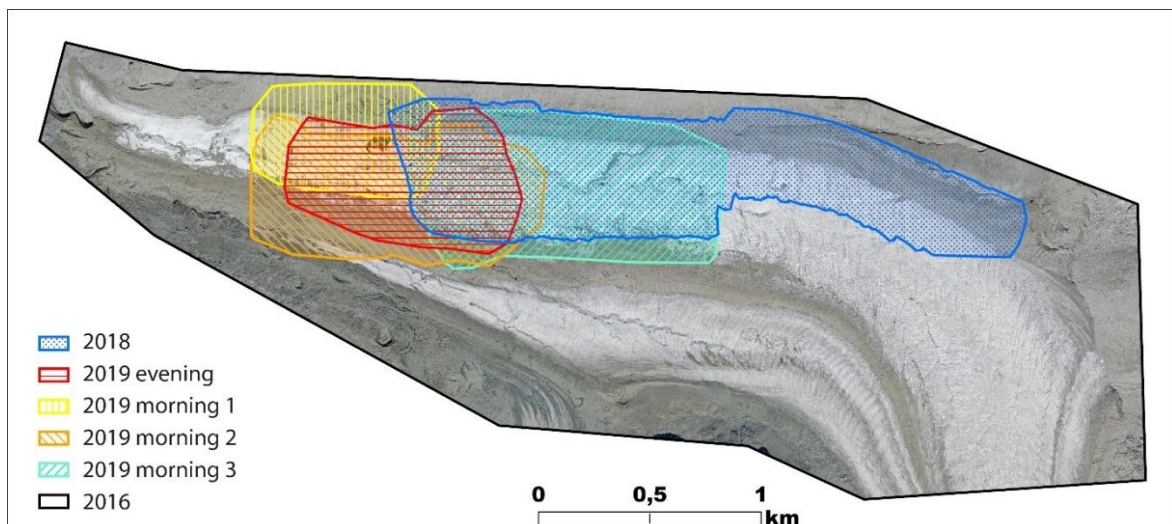 2018
2019 evening
2019 morning 1
2019 morning 2
2019 morning 3
2016
0 0,5 1
km